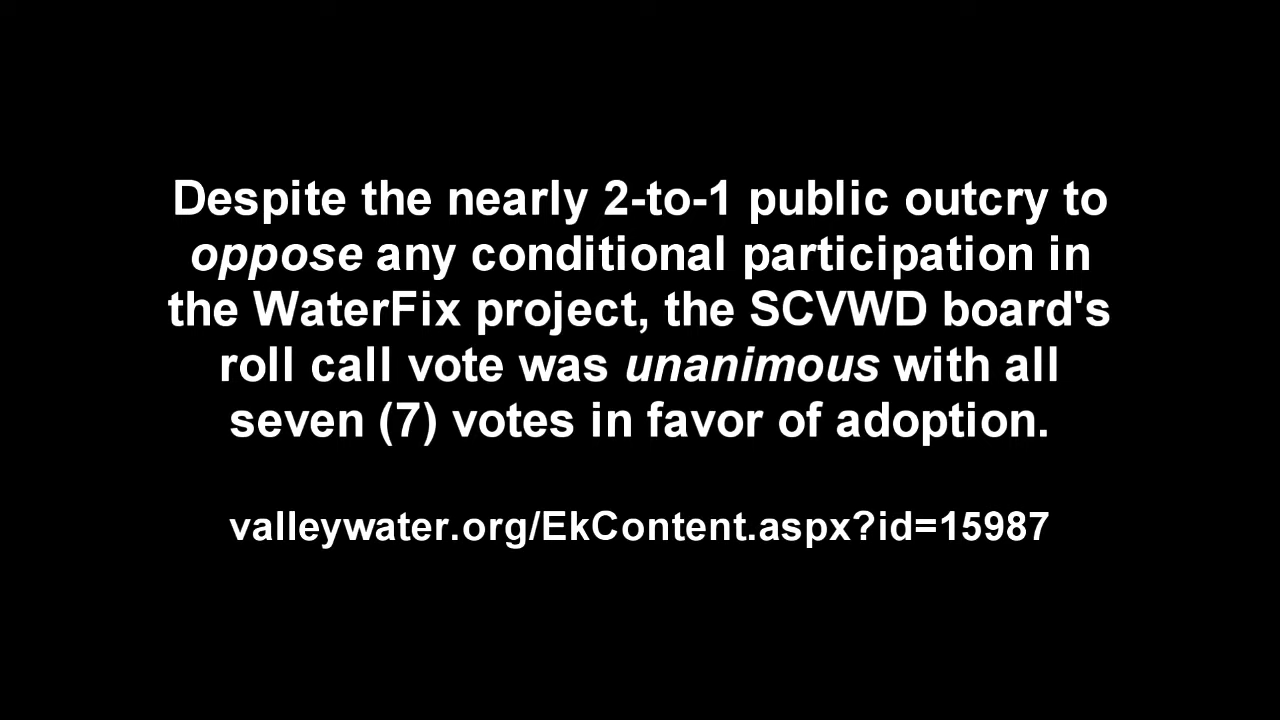 Despite the nearly 2-to-1 public outcry to
oppose any conditional participation in
the WaterFix project, the SCVWD board's
roll call vote was unanimous with all
seven (7) votes in favor of adoption.
valleywater.org/EkContent.aspx?id=15987